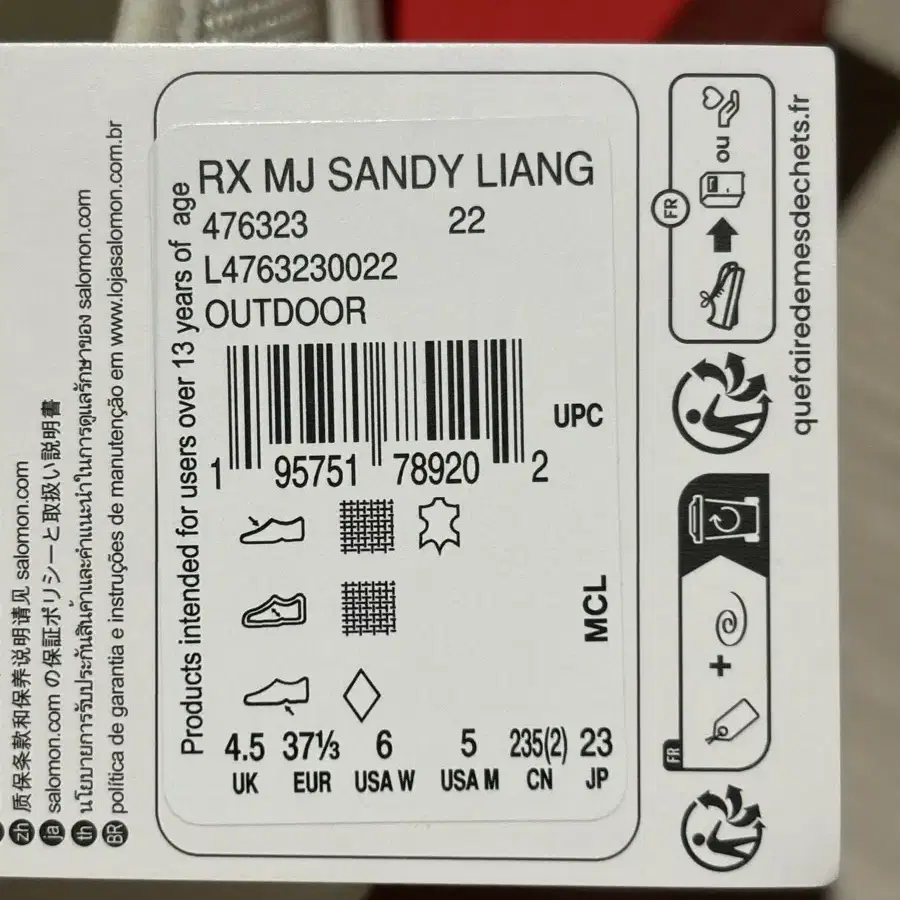 RX MJ SANDY LIANG
476323 22
L4763230022
OUTDOOR
UPC
1 95751 78920 2
MCL
4.5 37⅓ 6 5 235(2) 23
UK EUR USA W USA M CN JP
Products intended for users over 13 years of age
zh 质保条款和保养说明请见 salomon.com
ja salomon.com の保証ポリシーと取扱い説明書
th นโยบายการรับประกันสินค้าและคำแนะนำในการดูแลรักษาของ salomon.com
BR política de garantia e instruções de manutenção em www.lojasalomon.com.br
FR
ou
quefairedemesdechets.fr
FR
+